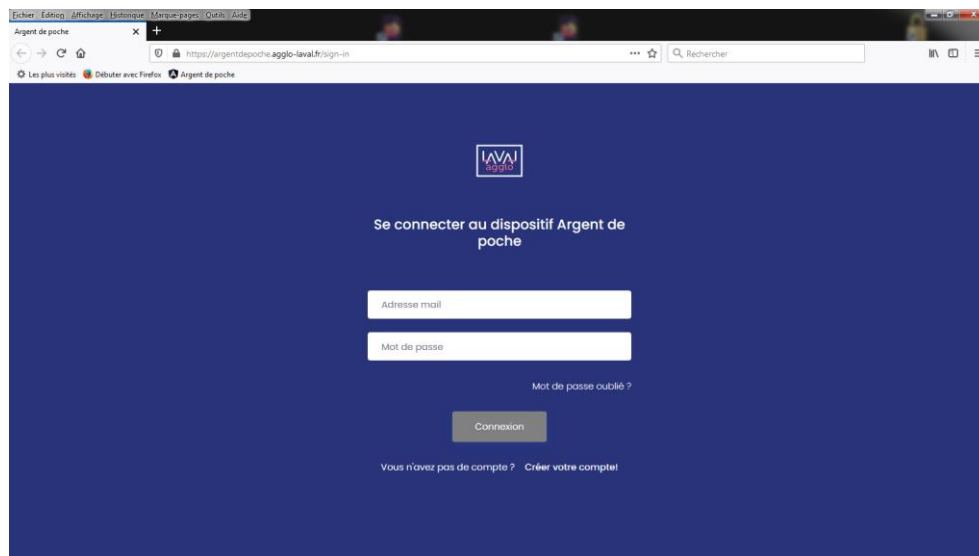 Fichier Édition Affichage Historique Marque-pages Outils Aide
Argent de poche
https://argentdepoche.agglo-laval.fr/sign-in
Rechercher
Les plus visités Débuter avec Firefox Argent de poche
LAVAL
agglo
Se connecter au dispositif Argent de
poche
Adresse mail
Mot de passe
Mot de passe oublié ?
Connexion
Vous n'avez pas de compte ? Créer votre compte!